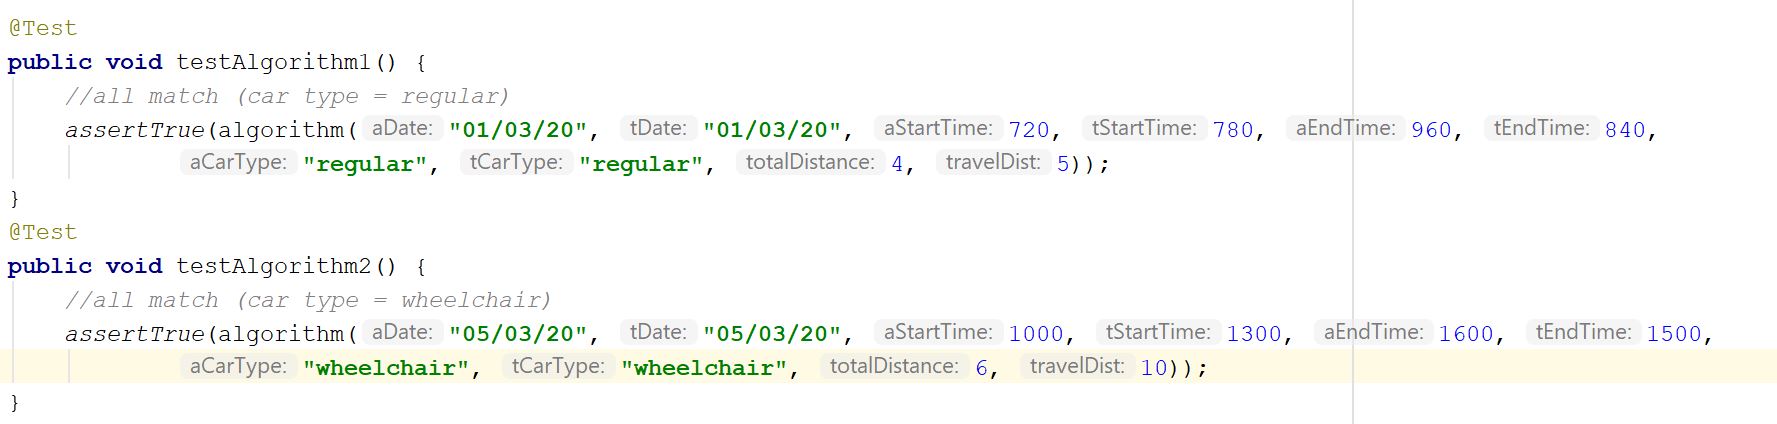 @Test
public void testAlgorithm1() {
//all match (car type = regular)
assertTrue(algorithm( aDate: "01/03/20", tDate: "01/03/20", aStartTime: 720, tStartTime: 780, aEndTime: 960, tEndTime: 840,
aCarType: "regular", tCarType: "regular", totalDistance: 4, travelDist: 5));
}
@Test
public void testAlgorithm2() {
//all match (car type = wheelchair)
assertTrue(algorithm( aDate: "05/03/20", tDate: "05/03/20", aStartTime: 1000, tStartTime: 1300, aEndTime: 1600, tEndTime: 1500,
aCarType: "wheelchair", tCarType: "wheelchair", totalDistance: 6, travelDist: 10));
}